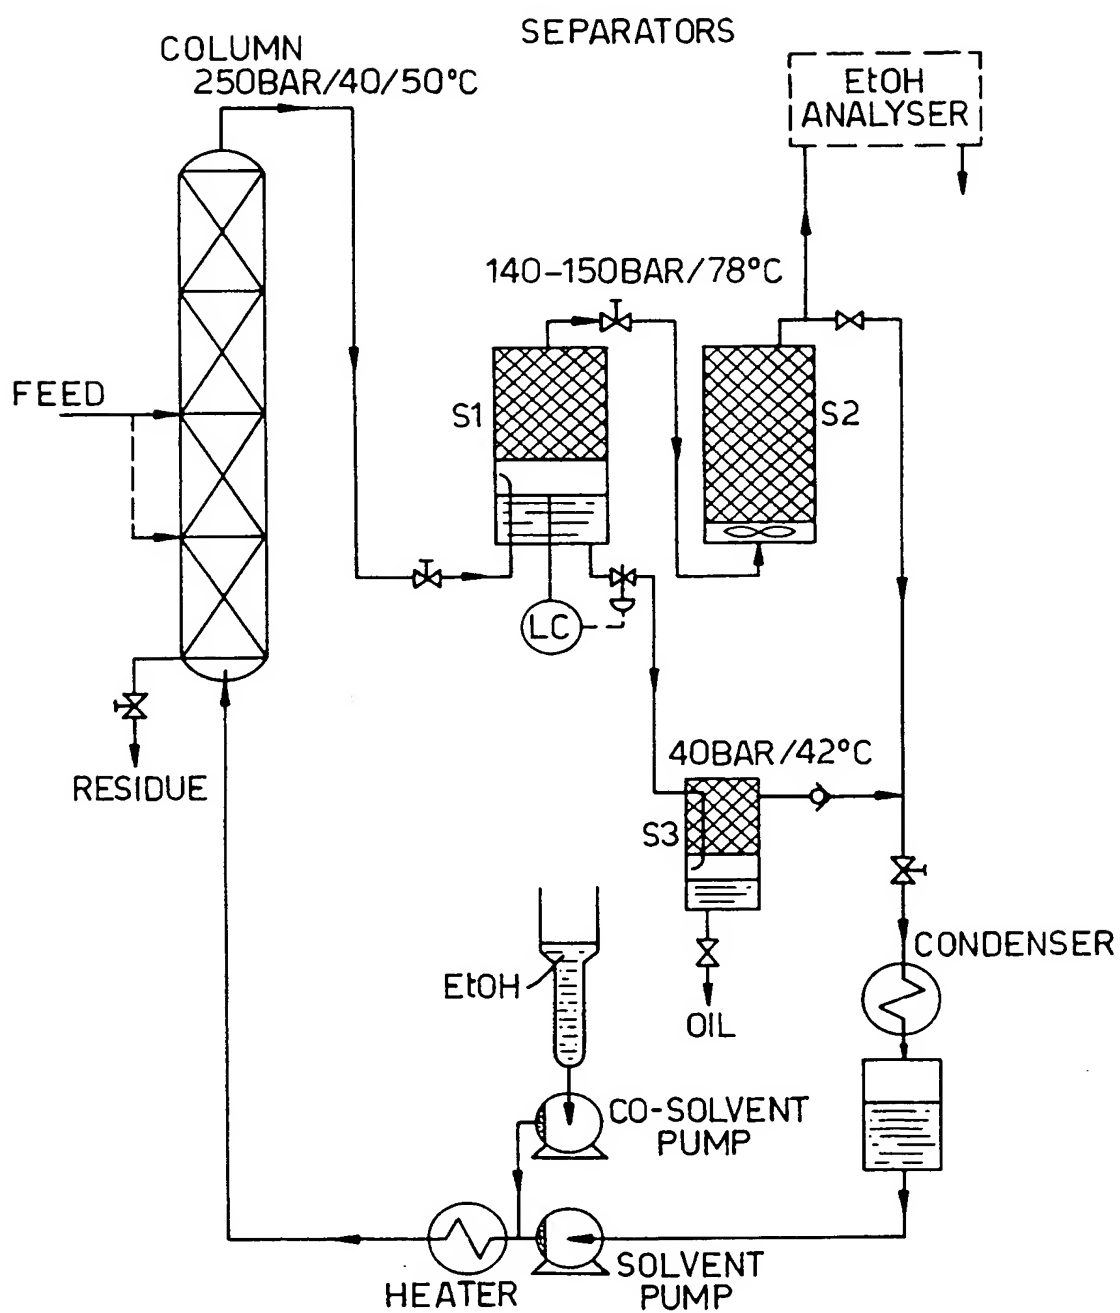 SEPARATORS
COLUMN
250BAR/40/50°C
EtOH
ANALYSER
140-150BAR/78°C
FEED
S1
S2
LC
RESIDUE
40BAR/42°C
S3
EtOH
OIL
CONDENSER
CO-SOLVENT
PUMP
HEATER
SOLVENT
PUMP